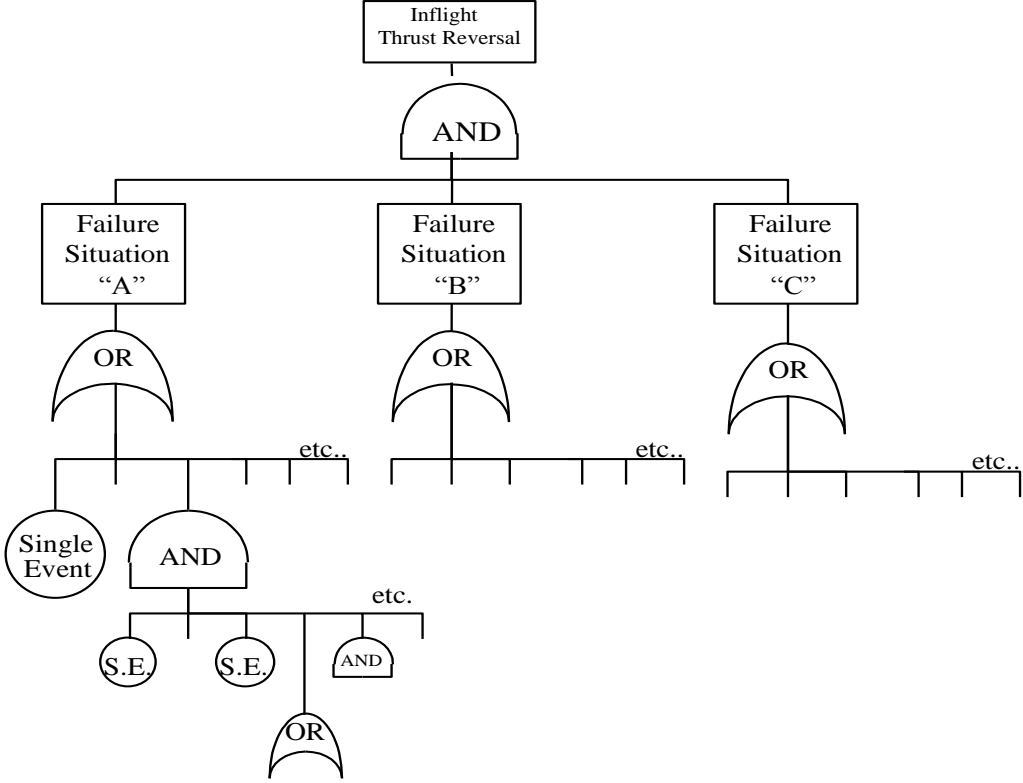 Inflight
Thrust Reversal
AND
Failure
Situation
“A”
Failure
Situation
“B”
Failure
Situation
“C”
OR
OR
OR
etc..
etc..
etc..
Single
Event
AND
etc.
S.E.
S.E.
AND
OR